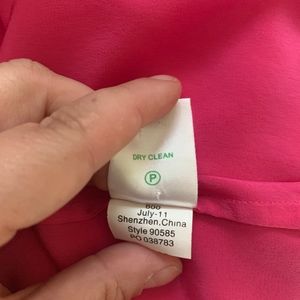 DRY CLEAN
P
July-11
Shenzhen.China
Style 90585
PO 038783